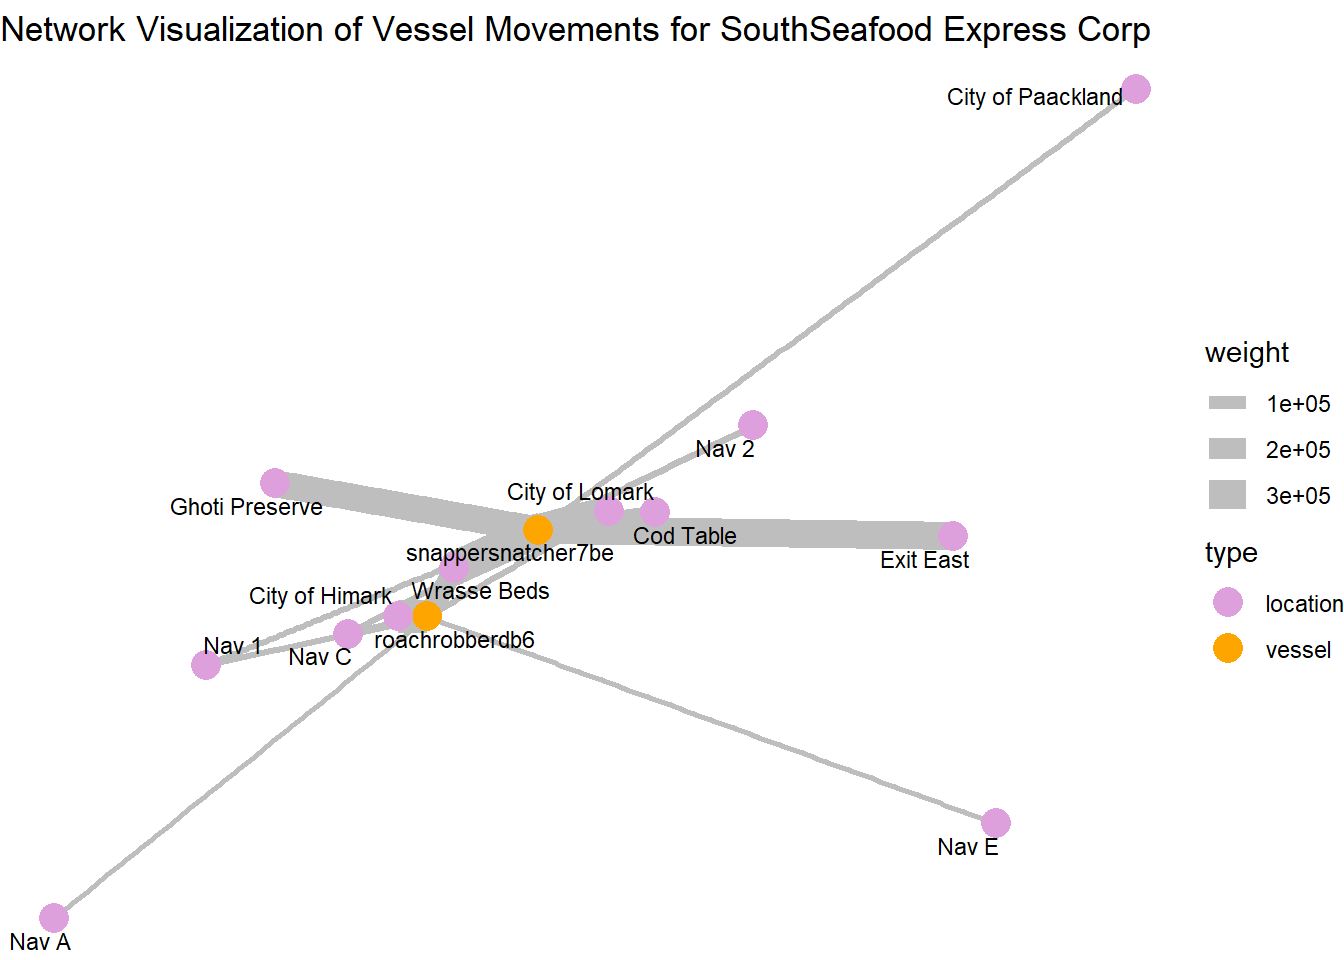 Network Visualization of Vessel Movements for SouthSeafood Express Corp
City of Paackland
Nav 2
City of Lomark
Ghoti Preserve
Cod Table
snappersnatcher7be
Exit East
Wrasse Beds
City of Himark
roachrobberdb6
Nav 1
Nav C
Nav E
Nav A
weight
1e+05
2e+05
3e+05
type
location
vessel